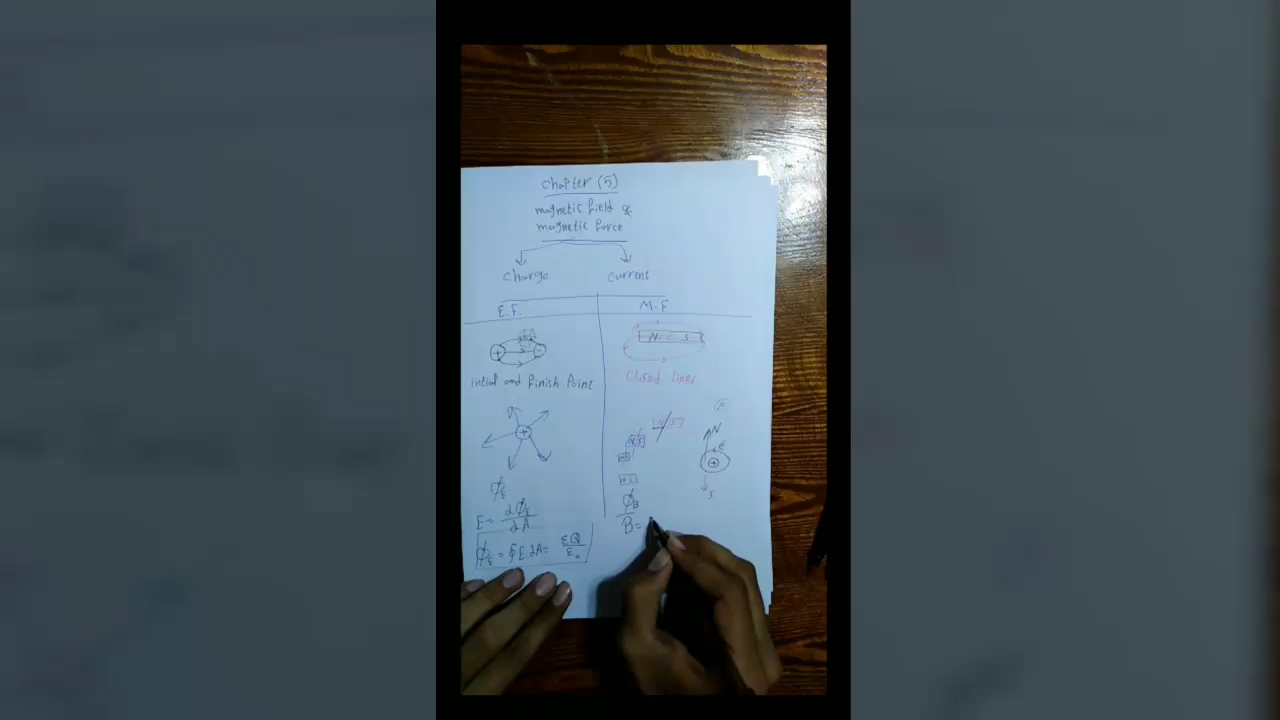 Chapter (5)
magnetic field &
magnetic force
Charge
Current
E.F.
M.F
+
-
N
S
intial and finish point
Closed lines
+
N
e
+
S
ϕE
E = dϕE / dA
ϕE = ∮E.dA = ΣQ / ε₀
ϕB
B =